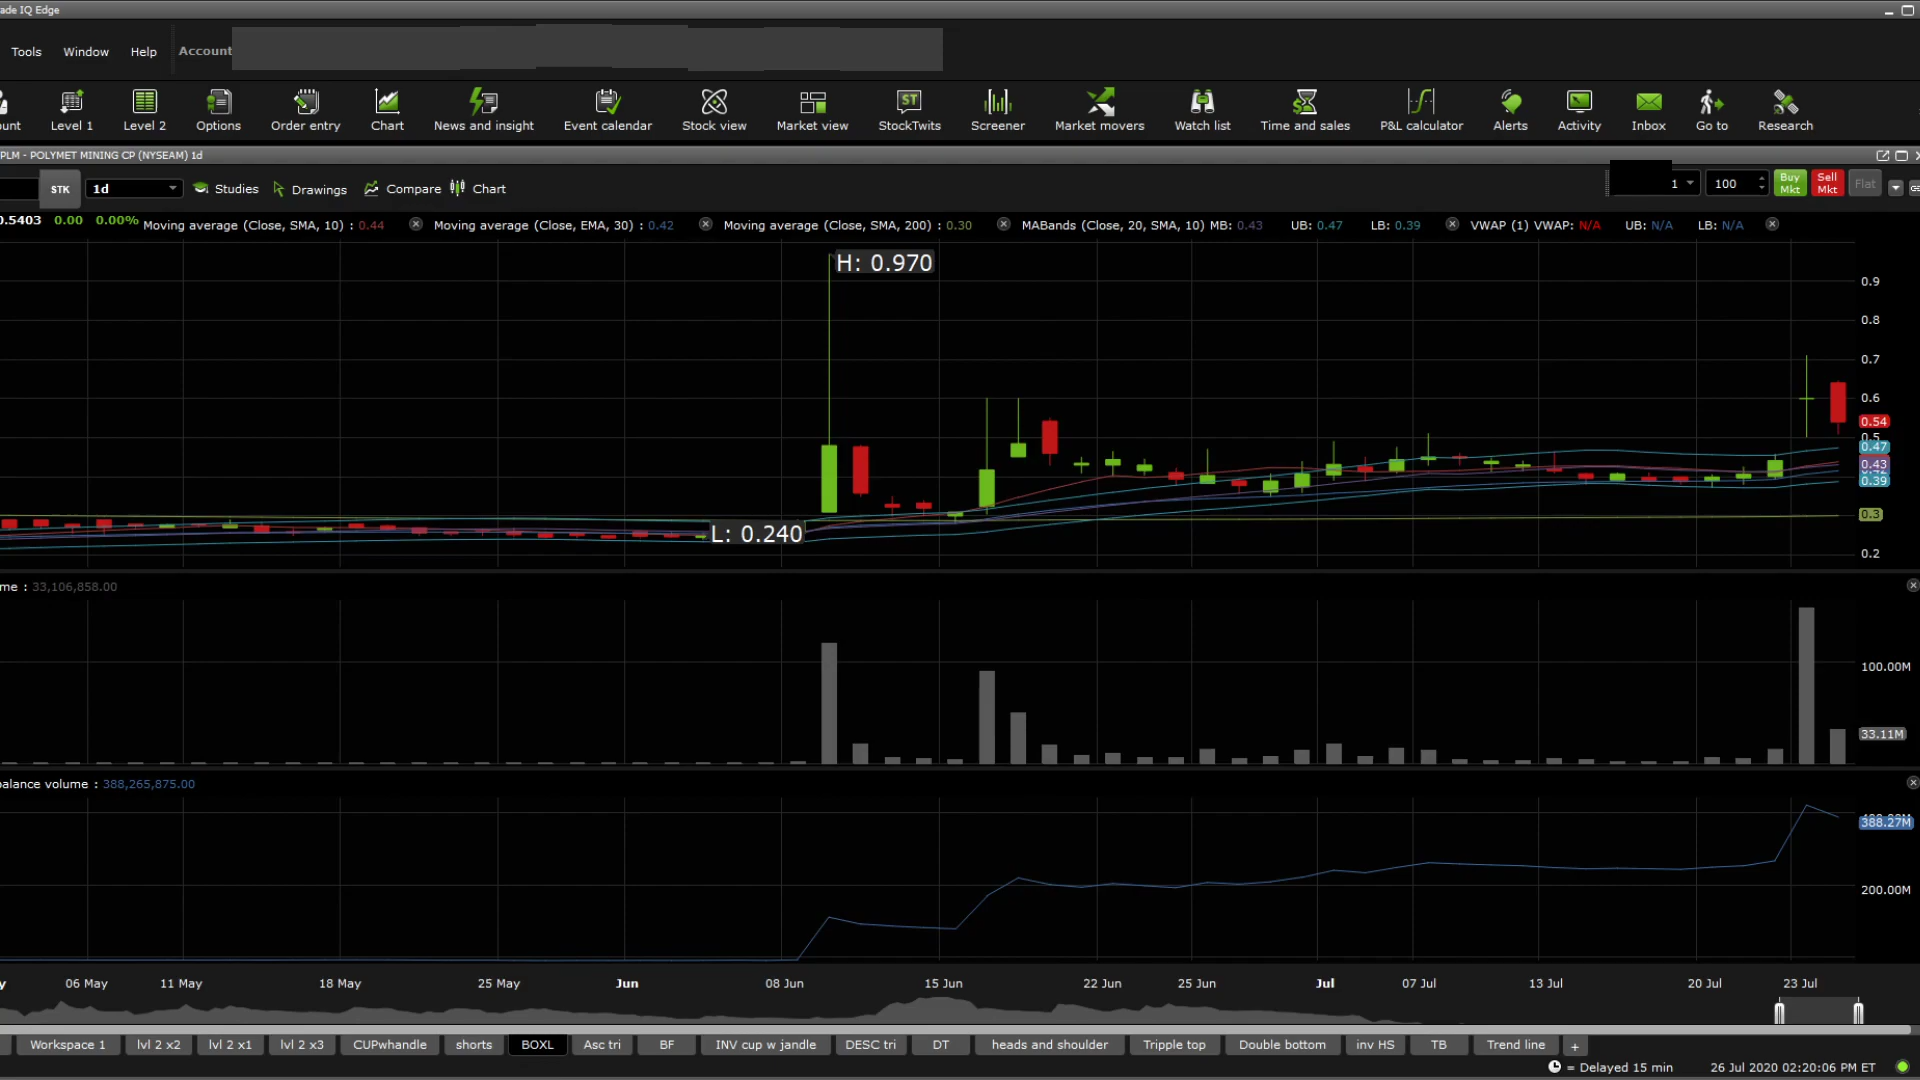 ade IQ Edge
Tools Window Help Account
unt Level 1 Level 2 Options Order entry Chart News and insight Event calendar Stock view Market view StockTwits Screener Market movers Watch list Time and sales P&L calculator Alerts Activity Inbox Go to Research
PLM - POLYMET MINING CP (NYSEAM) 1d
STK 1d Studies Drawings Compare Chart 1 100 Buy Mkt Sell Mkt Flat
0.5403 0.00 0.00% Moving average (Close, SMA, 10) : 0.44 Moving average (Close, EMA, 30) : 0.42 Moving average (Close, SMA, 200) : 0.30 MABands (Close, 20, SMA, 10) MB: 0.43 UB: 0.47 LB: 0.39 VWAP (1) VWAP: N/A UB: N/A LB: N/A
H: 0.970
0.9
0.8
0.7
0.6
0.54
0.5
0.47
0.43
0.39
0.3
L: 0.240
0.2
me : 33,106,858.00
100.00M
33.11M
balance volume : 388,265,875.00
388.27M
200.00M
y 06 May 11 May 18 May 25 May Jun 08 Jun 15 Jun 22 Jun 25 Jun Jul 07 Jul 13 Jul 20 Jul 23 Jul
Workspace 1 lvl 2 x2 lvl 2 x1 lvl 2 x3 CUPwhandle shorts BOXL Asc tri BF INV cup w jandle DESC tri DT heads and shoulder Tripple top Double bottom inv HS TB Trend line +
= Delayed 15 min 26 Jul 2020 02:20:06 PM ET